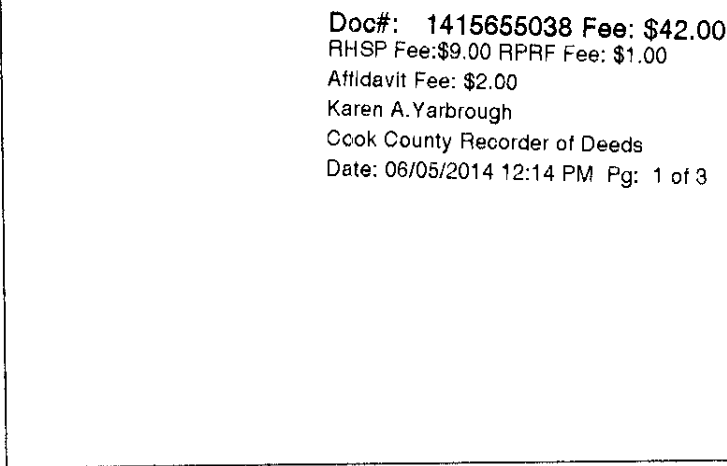 Doc#: 1415655038 Fee: $42.00
RHSP Fee:$9.00 RPRF Fee: $1.00
Affidavit Fee: $2.00
Karen A.Yarbrough
Cook County Recorder of Deeds
Date: 06/05/2014 12:14 PM Pg: 1 of 3